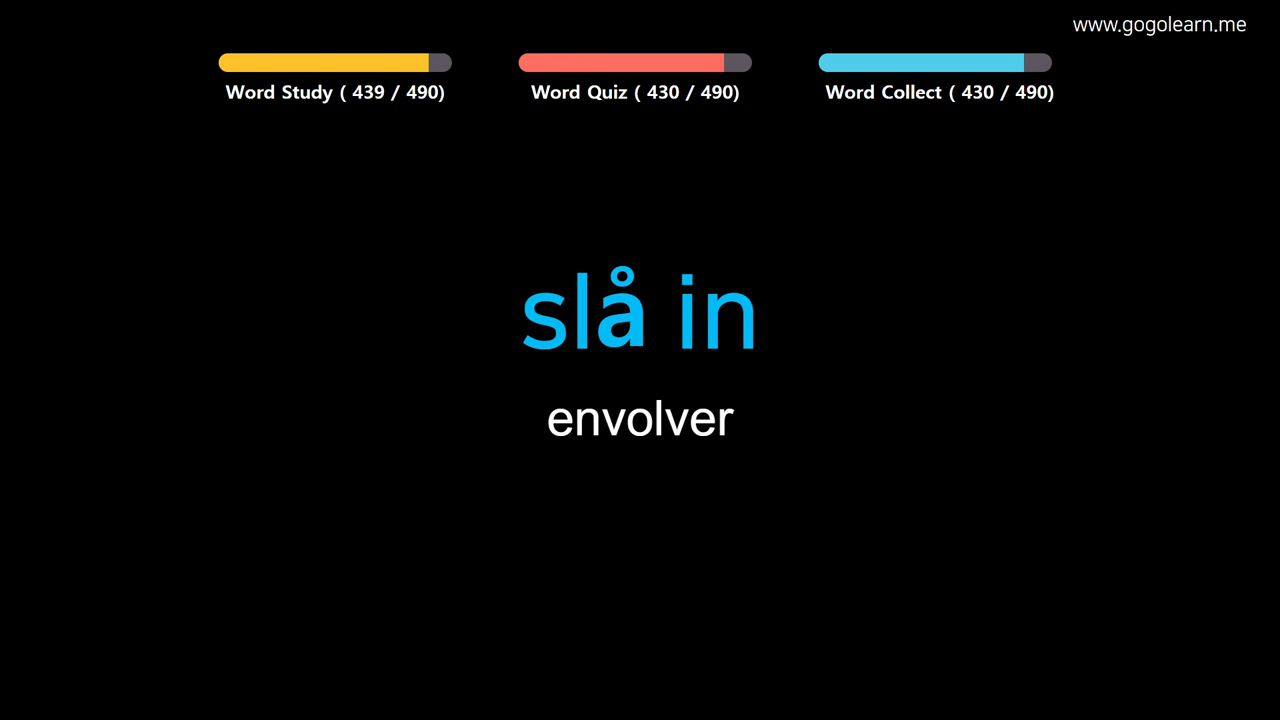 www.gogolearn.me
Word Study ( 439 / 490)
Word Quiz ( 430 / 490)
Word Collect ( 430 / 490)
slå in
envolver